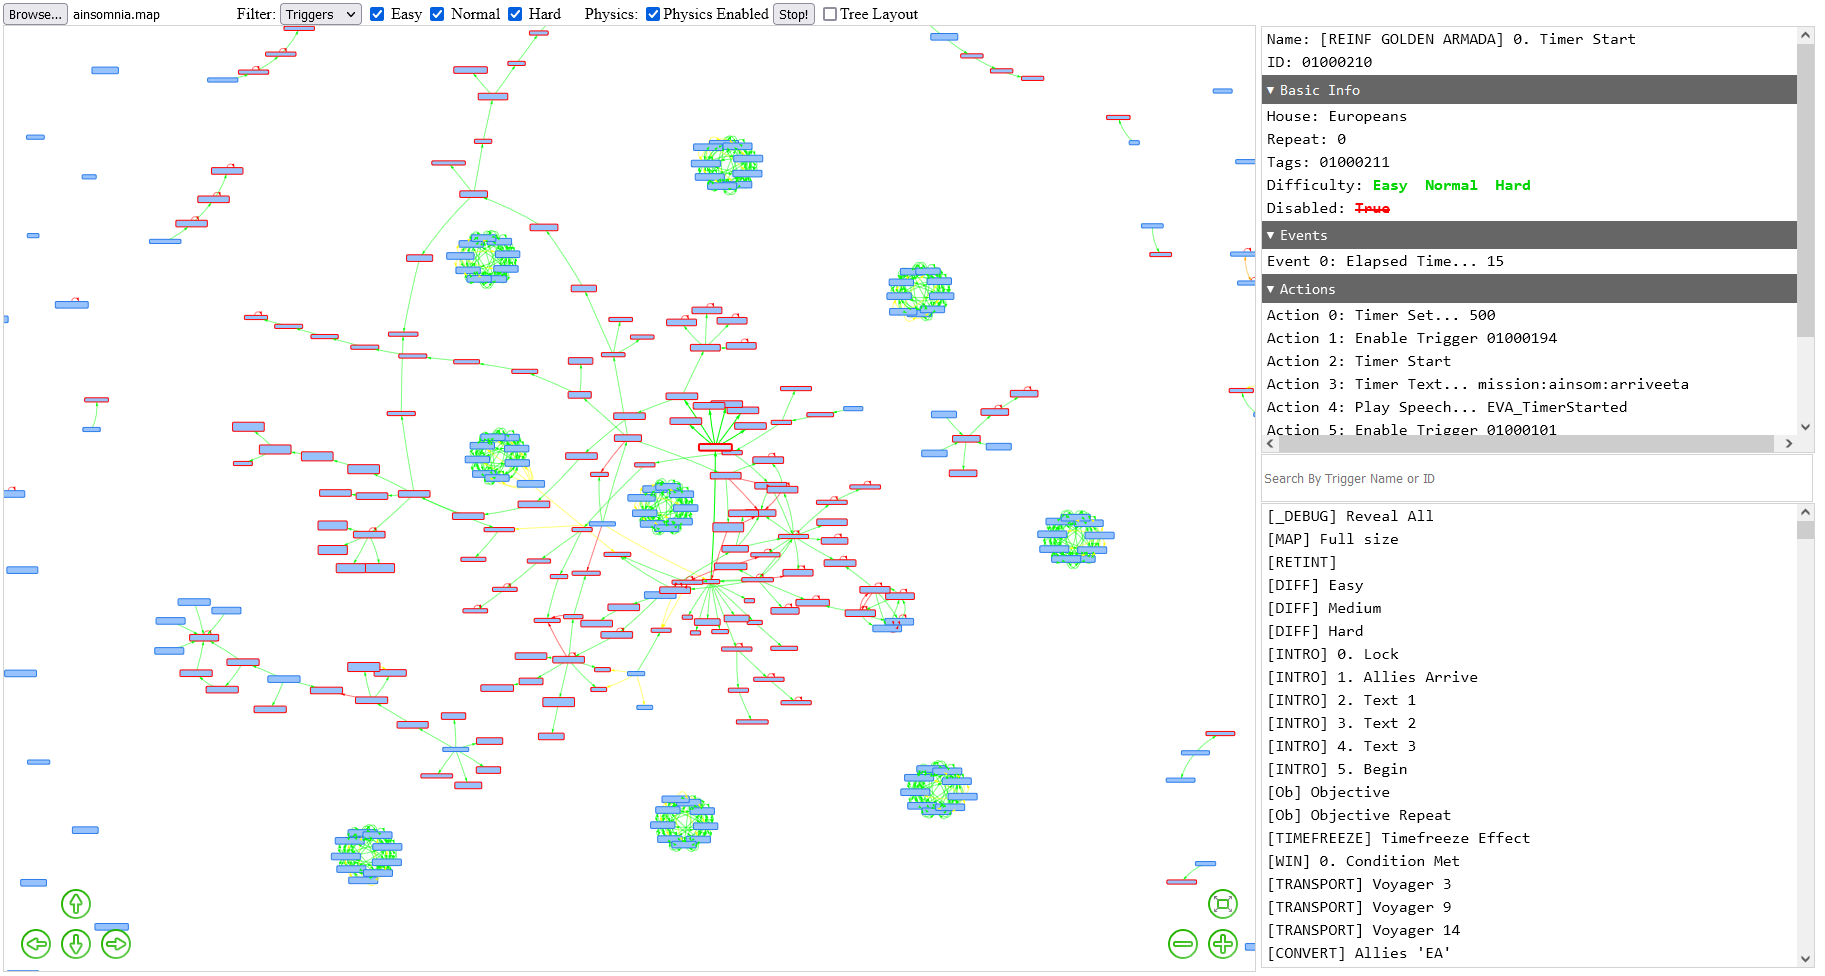 Browse... ainsomnia.map Filter: Triggers Easy Normal Hard Physics: Physics Enabled Stop! Tree Layout
Name: [REINF GOLDEN ARMADA] 0. Timer Start
ID: 01000210
▼ Basic Info
House: Europeans
Repeat: 0
Tags: 01000211
Difficulty: Easy Normal Hard
Disabled: True
▼ Events
Event 0: Elapsed Time... 15
▼ Actions
Action 0: Timer Set... 500
Action 1: Enable Trigger 01000194
Action 2: Timer Start
Action 3: Timer Text... mission:ainsom:arriveeta
Action 4: Play Speech... EVA_TimerStarted
Action 5: Enable Trigger 01000101
Search By Trigger Name or ID
[_DEBUG] Reveal All
[MAP] Full size
[RETINT]
[DIFF] Easy
[DIFF] Medium
[DIFF] Hard
[INTRO] 0. Lock
[INTRO] 1. Allies Arrive
[INTRO] 2. Text 1
[INTRO] 3. Text 2
[INTRO] 4. Text 3
[INTRO] 5. Begin
[Ob] Objective
[Ob] Objective Repeat
[TIMEFREEZE] Timefreeze Effect
[WIN] 0. Condition Met
[TRANSPORT] Voyager 3
[TRANSPORT] Voyager 9
[TRANSPORT] Voyager 14
[CONVERT] Allies 'EA'